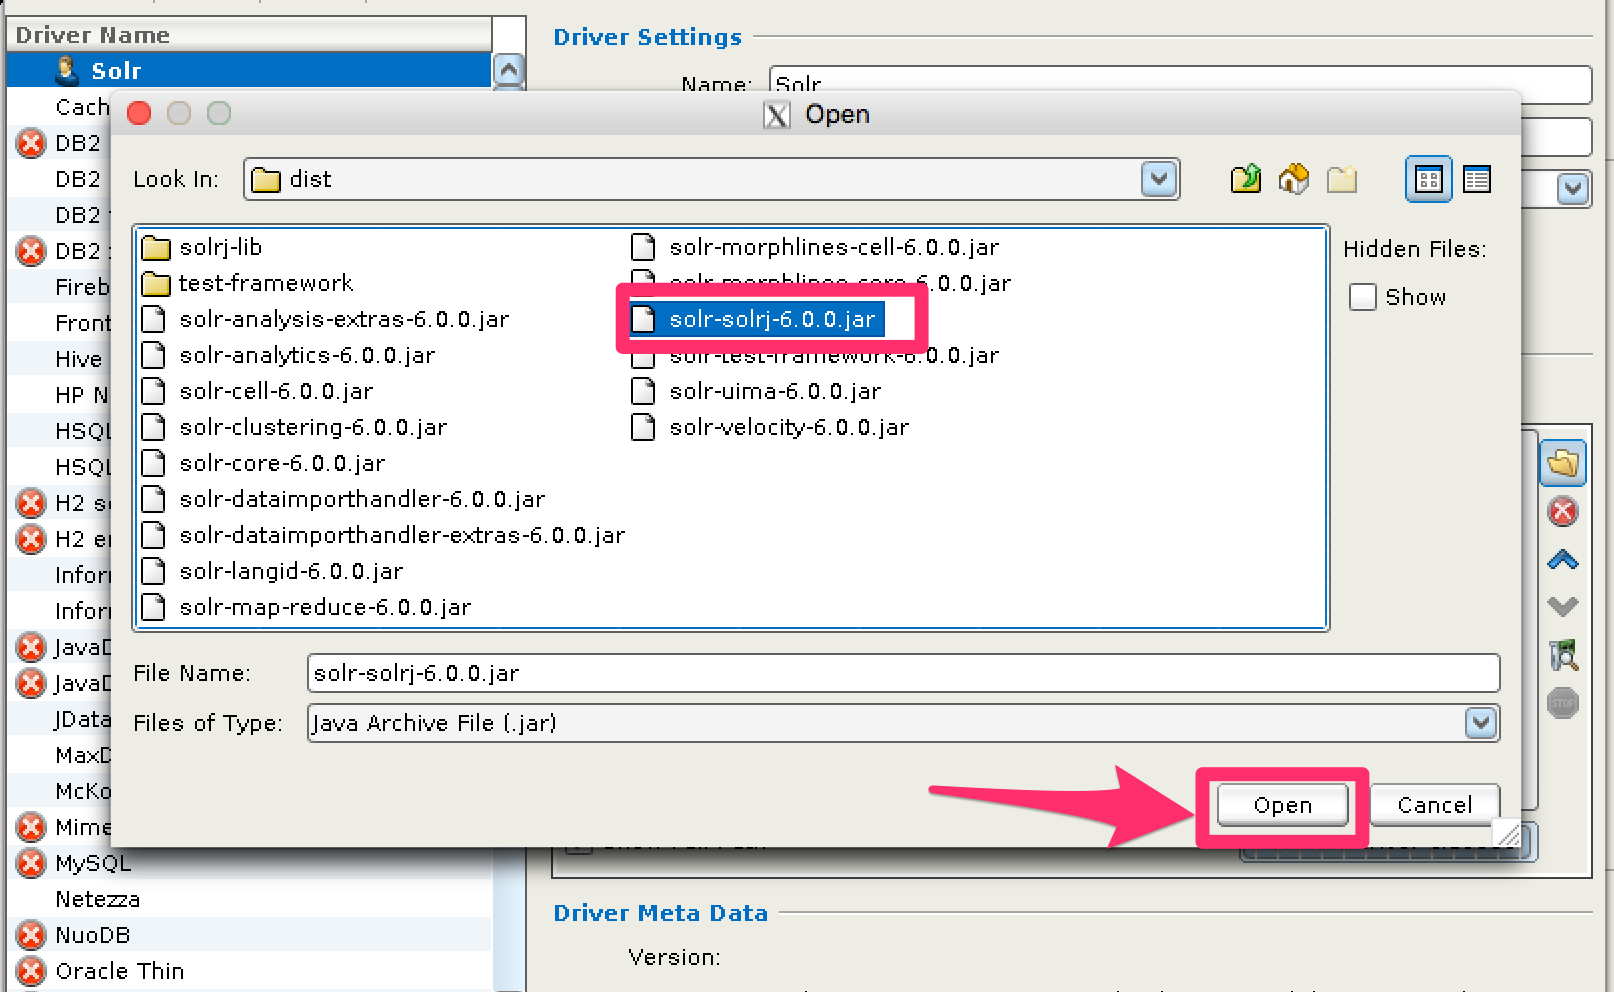 Driver Name
Solr
Cach
DB2
DB2
DB2
DB2
Fireb
Front
Hive
HP N
HSQL
HSQL
H2 s
H2 e
Infor
Infor
JavaD
JavaD
JData
MaxD
McKo
Mime
MySQL
Netezza
NuoDB
Oracle Thin
Driver Settings
Name: Solr
Open
Look In: dist
solrj-lib
test-framework
solr-analysis-extras-6.0.0.jar
solr-analytics-6.0.0.jar
solr-cell-6.0.0.jar
solr-clustering-6.0.0.jar
solr-core-6.0.0.jar
solr-dataimporthandler-6.0.0.jar
solr-dataimporthandler-extras-6.0.0.jar
solr-langid-6.0.0.jar
solr-map-reduce-6.0.0.jar
solr-morphlines-cell-6.0.0.jar
solr-morphlines-core-6.0.0.jar
solr-solrj-6.0.0.jar
solr-test-framework-6.0.0.jar
solr-uima-6.0.0.jar
solr-velocity-6.0.0.jar
Hidden Files:
Show
File Name: solr-solrj-6.0.0.jar
Files of Type: Java Archive File (.jar)
Open
Cancel
STOP
Driver Meta Data
Version: